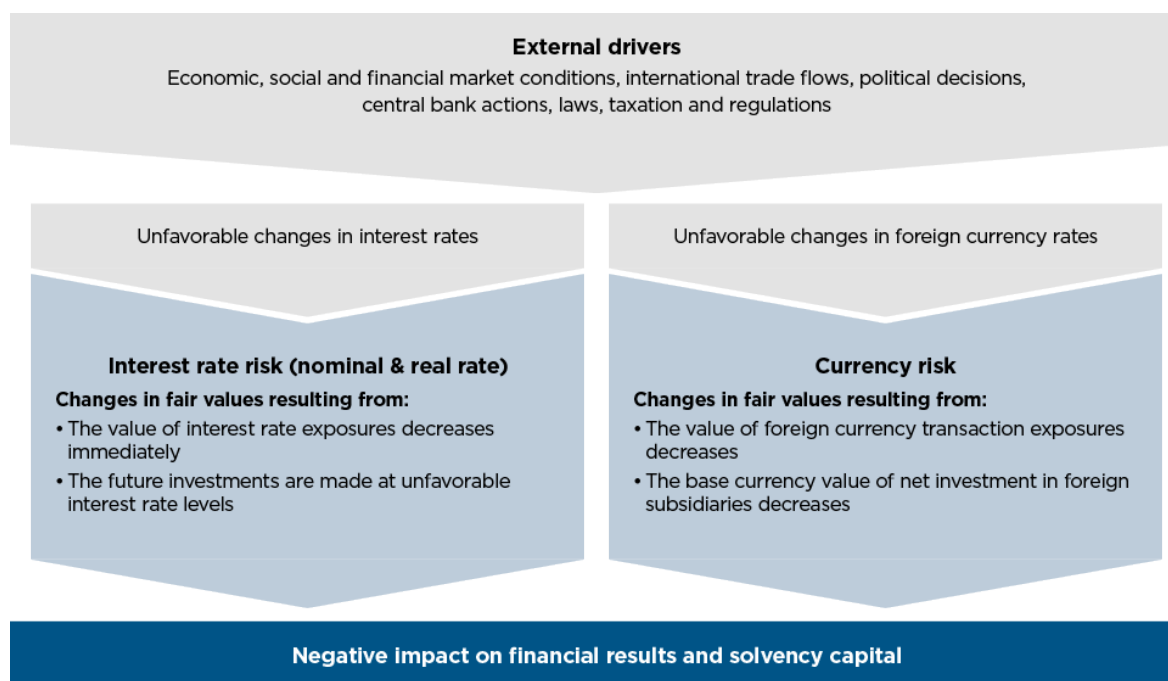 External drivers
Economic, social and financial market conditions, international trade flows, political decisions,
central bank actions, laws, taxation and regulations
Unfavorable changes in interest rates
Interest rate risk (nominal & real rate)
Changes in fair values resulting from:
• The value of interest rate exposures decreases
immediately
• The future investments are made at unfavorable
interest rate levels
Unfavorable changes in foreign currency rates
Currency risk
Changes in fair values resulting from:
• The value of foreign currency transaction exposures
decreases
• The base currency value of net investment in foreign
subsidiaries decreases
Negative impact on financial results and solvency capital